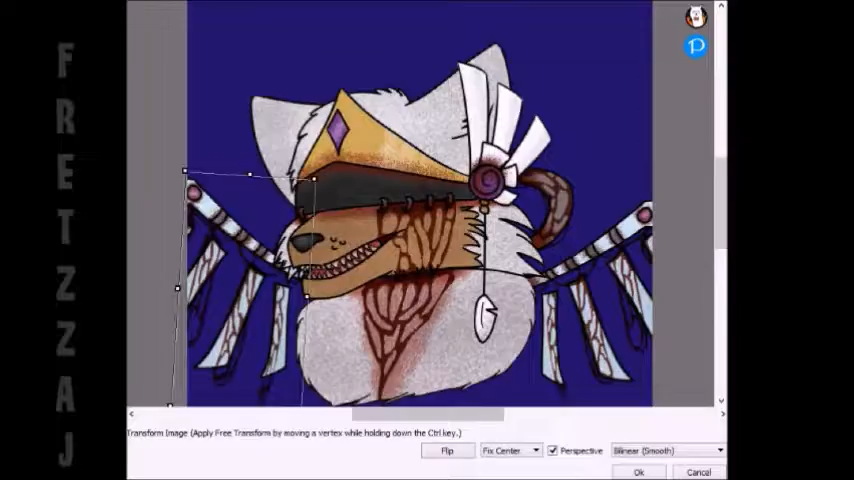 F
R
E
T
Z
Z
A
J
Transform Image (Apply Free Transform by moving a vertex while holding down the Ctrl key.)
Flip
Fix Center
Perspective
Bilinear (Smooth)
Ok
Cancel